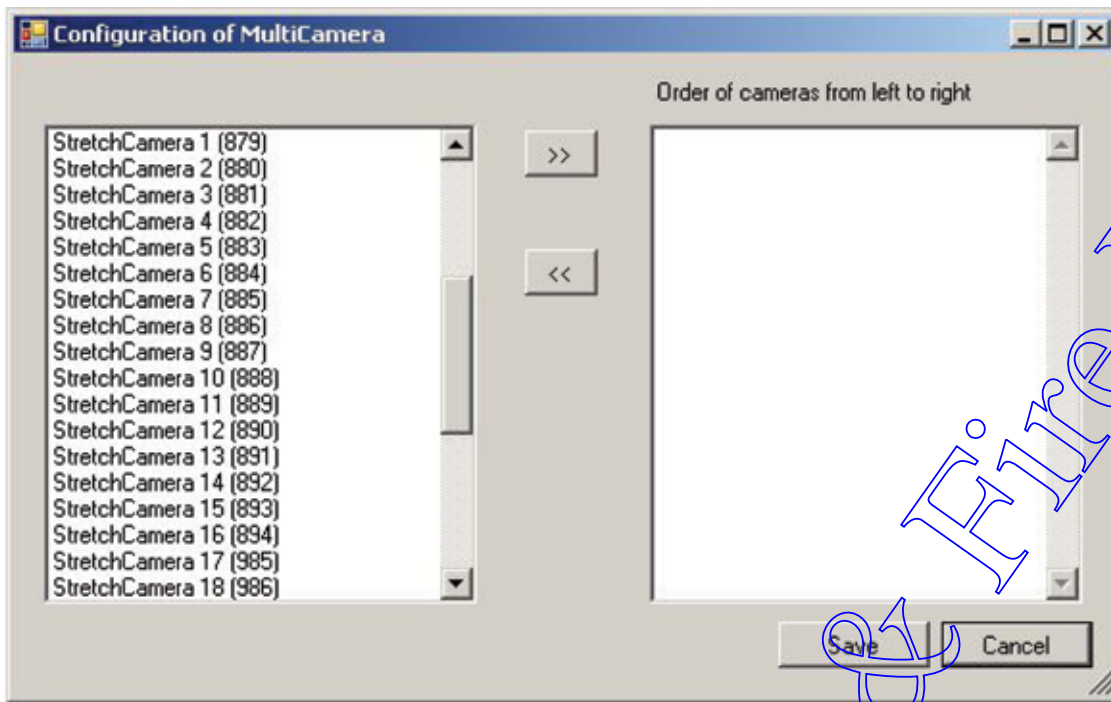 Configuration of MultiCamera
Order of cameras from left to right
StretchCamera 1 (879)
StretchCamera 2 (880)
StretchCamera 3 (881)
StretchCamera 4 (882)
StretchCamera 5 (883)
StretchCamera 6 (884)
StretchCamera 7 (885)
StretchCamera 8 (886)
StretchCamera 9 (887)
StretchCamera 10 (888)
StretchCamera 11 (889)
StretchCamera 12 (890)
StretchCamera 13 (891)
StretchCamera 14 (892)
StretchCamera 15 (893)
StretchCamera 16 (894)
StretchCamera 17 (985)
StretchCamera 18 (986)
>>
<<
Save
Cancel
& Fire